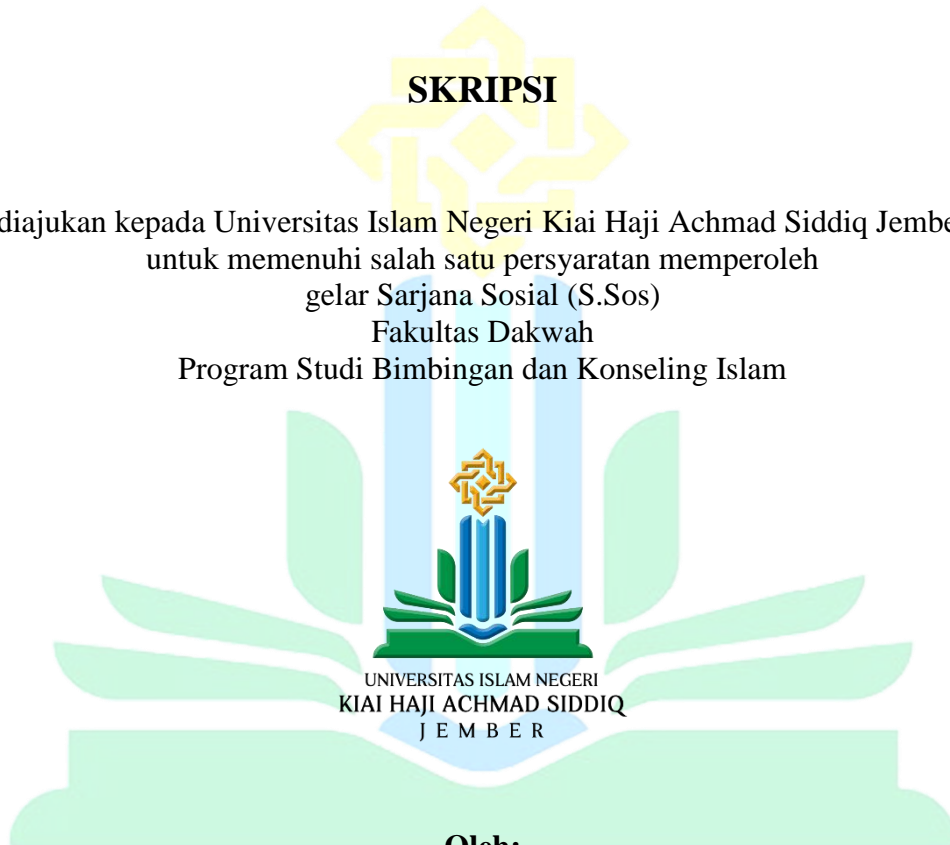 SKRIPSI
diajukan kepada Universitas Islam Negeri Kiai Haji Achmad Siddiq Jembe
untuk memenuhi salah satu persyaratan memperoleh
gelar Sarjana Sosial (S.Sos)
Fakultas Dakwah
Program Studi Bimbingan dan Konseling Islam
UNIVERSITAS ISLAM NEGERI
KIAI HAJI ACHMAD SIDDIQ
JEMBER
Oleh: